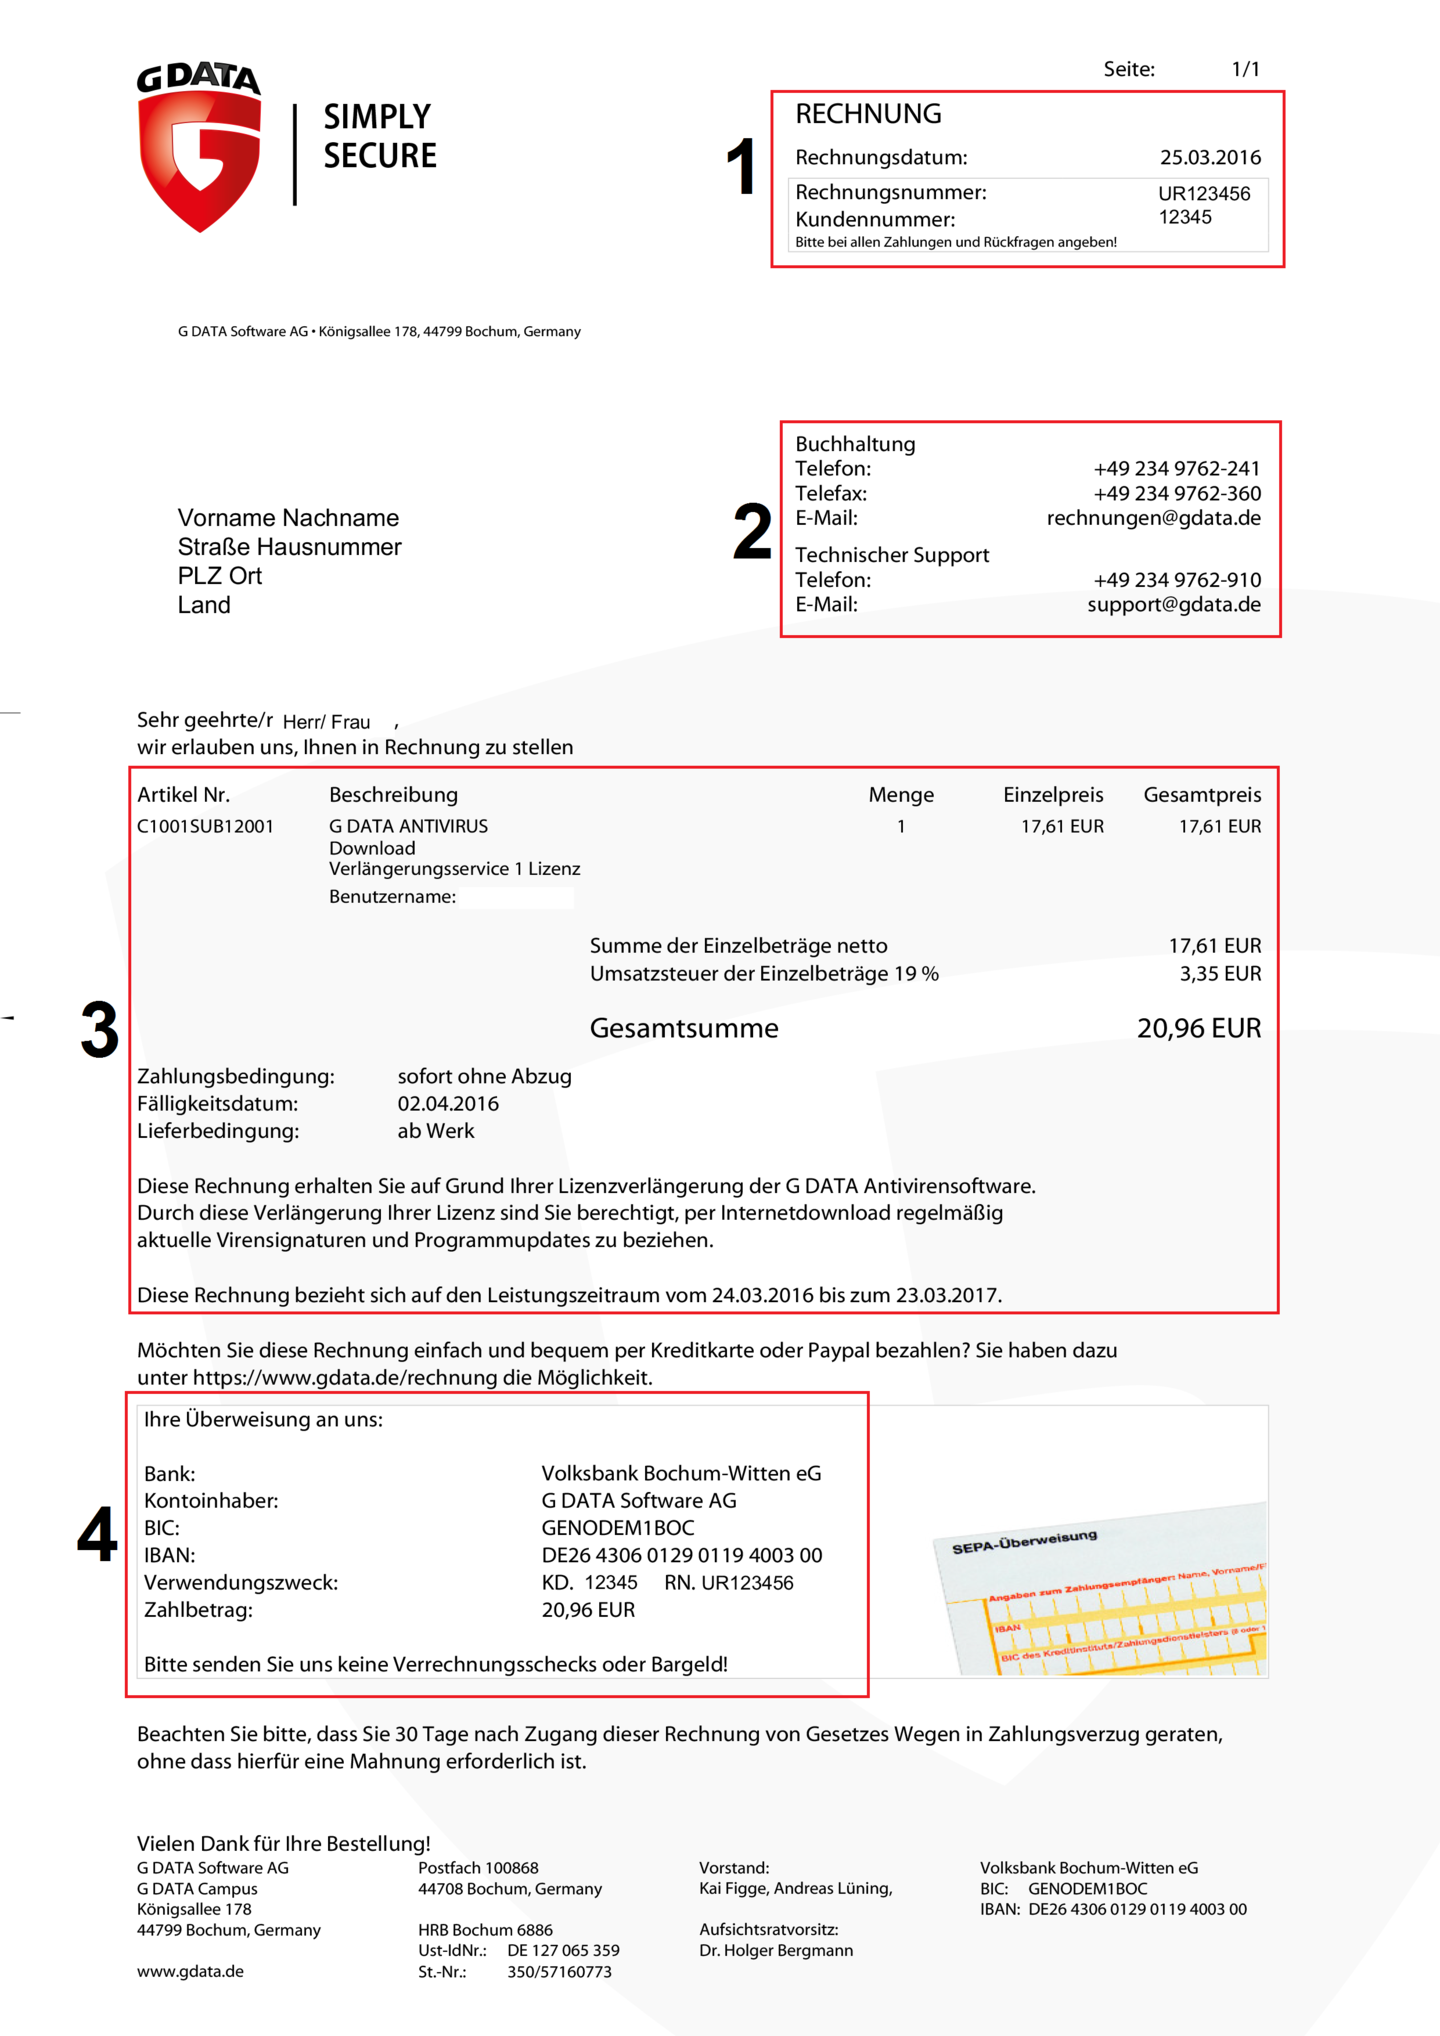 G DATA
SIMPLY
SECURE
Seite: 1/1
1
RECHNUNG
Rechnungsdatum: 25.03.2016
Rechnungsnummer: UR123456
Kundennummer: 12345
Bitte bei allen Zahlungen und Rückfragen angeben!
G DATA Software AG • Königsallee 178, 44799 Bochum, Germany
2
Buchhaltung
Telefon: +49 234 9762-241
Telefax: +49 234 9762-360
E-Mail: rechnungen@gdata.de
Technischer Support
Telefon: +49 234 9762-910
E-Mail: support@gdata.de
Vorname Nachname
Straße Hausnummer
PLZ Ort
Land
Sehr geehrte/r Herr/ Frau ,
wir erlauben uns, Ihnen in Rechnung zu stellen
3
Artikel Nr. Beschreibung Menge Einzelpreis Gesamtpreis
C1001SUB12001 G DATA ANTIVIRUS 1 17,61 EUR 17,61 EUR
Download
Verlängerungsservice 1 Lizenz
Benutzername:
Summe der Einzelbeträge netto 17,61 EUR
Umsatzsteuer der Einzelbeträge 19 % 3,35 EUR
Gesamtsumme 20,96 EUR
Zahlungsbedingung: sofort ohne Abzug
Fälligkeitsdatum: 02.04.2016
Lieferbedingung: ab Werk
Diese Rechnung erhalten Sie auf Grund Ihrer Lizenzverlängerung der G DATA Antivirensoftware.
Durch diese Verlängerung Ihrer Lizenz sind Sie berechtigt, per Internetdownload regelmäßig
aktuelle Virensignaturen und Programmupdates zu beziehen.
Diese Rechnung bezieht sich auf den Leistungszeitraum vom 24.03.2016 bis zum 23.03.2017.
Möchten Sie diese Rechnung einfach und bequem per Kreditkarte oder Paypal bezahlen? Sie haben dazu
unter https://www.gdata.de/rechnung die Möglichkeit.
4
Ihre Überweisung an uns:
Bank: Volksbank Bochum-Witten eG
Kontoinhaber: G DATA Software AG
BIC: GENODEM1BOC
IBAN: DE26 4306 0129 0119 4003 00
Verwendungszweck: KD. 12345 RN. UR123456
Zahlbetrag: 20,96 EUR
Bitte senden Sie uns keine Verrechnungsschecks oder Bargeld!
SEPA-Überweisung
Angaben zum Zahlungsempfänger: Name, Vorname/F
IBAN
BIC des Kreditinstituts/Zahlungsdienstleisters (8 oder 1
Beachten Sie bitte, dass Sie 30 Tage nach Zugang dieser Rechnung von Gesetzes Wegen in Zahlungsverzug geraten,
ohne dass hierfür eine Mahnung erforderlich ist.
Vielen Dank für Ihre Bestellung!
G DATA Software AG Postfach 100868 Vorstand: Volksbank Bochum-Witten eG
G DATA Campus 44708 Bochum, Germany Kai Figge, Andreas Lüning, BIC: GENODEM1BOC
Königsallee 178 IBAN: DE26 4306 0129 0119 4003 00
44799 Bochum, Germany HRB Bochum 6886 Aufsichtsratvorsitz:
Ust-IdNr.: DE 127 065 359 Dr. Holger Bergmann
www.gdata.de St.-Nr.: 350/57160773